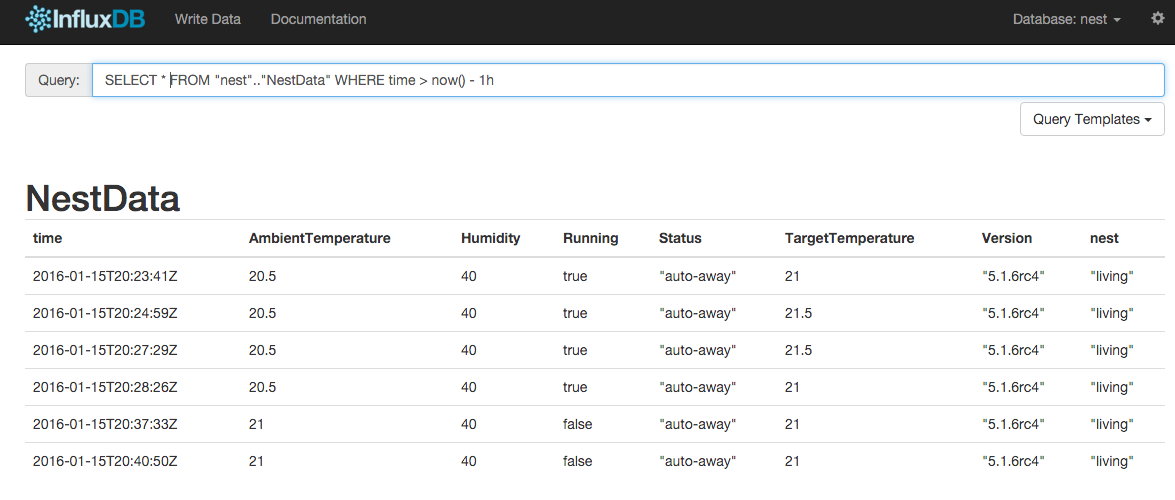 InfluxDB Write Data Documentation Database: nest
Query: SELECT * FROM "nest".."NestData" WHERE time > now() - 1h
Query Templates
NestData
time AmbientTemperature Humidity Running Status TargetTemperature Version nest
2016-01-15T20:23:41Z 20.5 40 true "auto-away" 21 "5.1.6rc4" "living"
2016-01-15T20:24:59Z 20.5 40 true "auto-away" 21.5 "5.1.6rc4" "living"
2016-01-15T20:27:29Z 20.5 40 true "auto-away" 21.5 "5.1.6rc4" "living"
2016-01-15T20:28:26Z 20.5 40 true "auto-away" 21 "5.1.6rc4" "living"
2016-01-15T20:37:33Z 21 40 false "auto-away" 21 "5.1.6rc4" "living"
2016-01-15T20:40:50Z 21 40 false "auto-away" 21 "5.1.6rc4" "living"